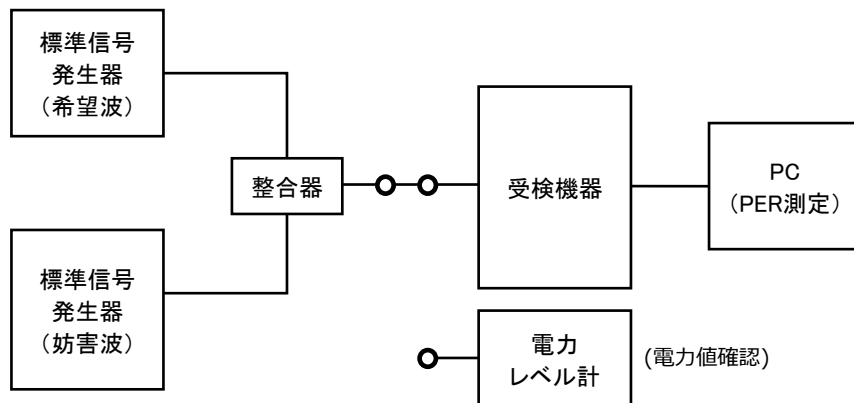 標準信号
発生器
（希望波）
整合器
受検機器
PC
（PER測定）
標準信号
発生器
（妨害波）
電力
レベル計
(電力値確認)